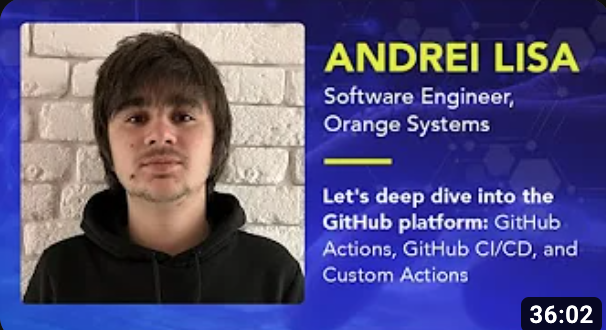 ANDREI LISA
Software Engineer,
Orange Systems
Let's deep dive into the
GitHub platform: GitHub
Actions, GitHub CI/CD, and
Custom Actions
36:02